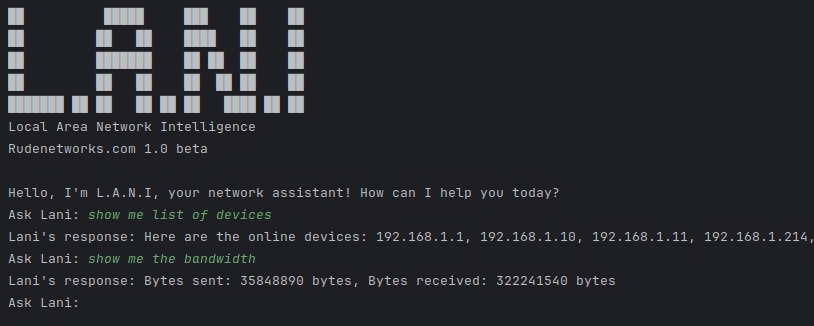 L.A.N.I
Local Area Network Intelligence
Rudenetworks.com 1.0 beta
Hello, I'm L.A.N.I, your network assistant! How can I help you today?
Ask Lani: show me list of devices
Lani's response: Here are the online devices: 192.168.1.1, 192.168.1.10, 192.168.1.11, 192.168.1.214,
Ask Lani: show me the bandwidth
Lani's response: Bytes sent: 35848890 bytes, Bytes received: 322241540 bytes
Ask Lani: